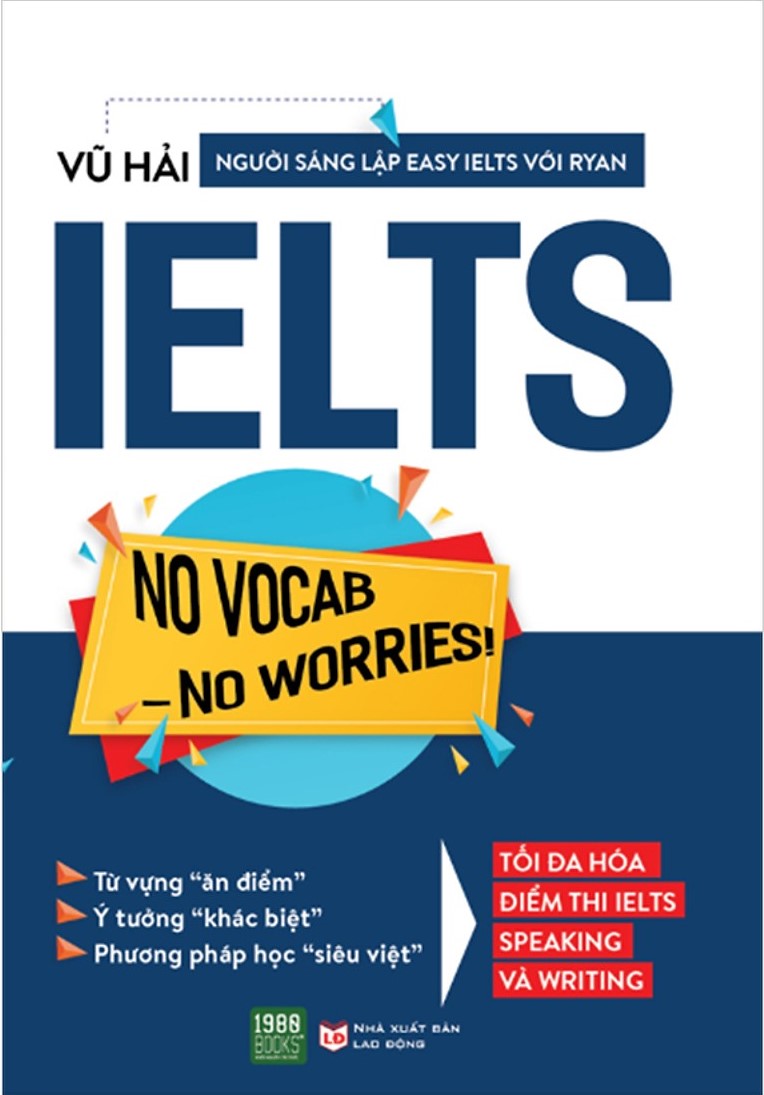 VŨ HẢI
NGƯỜI SÁNG LẬP EASY IELTS VỚI RYAN
IELTS
NO VOCAB
– NO WORRIES!
Từ vựng “ăn điểm”
Ý tưởng “khác biệt”
Phương pháp học “siêu việt”
TỐI ĐA HÓA
ĐIỂM THI IELTS
SPEAKING
VÀ WRITING
1980
BOOKS
LĐ
NHÀ XUẤT BẢN
LAO ĐỘNG